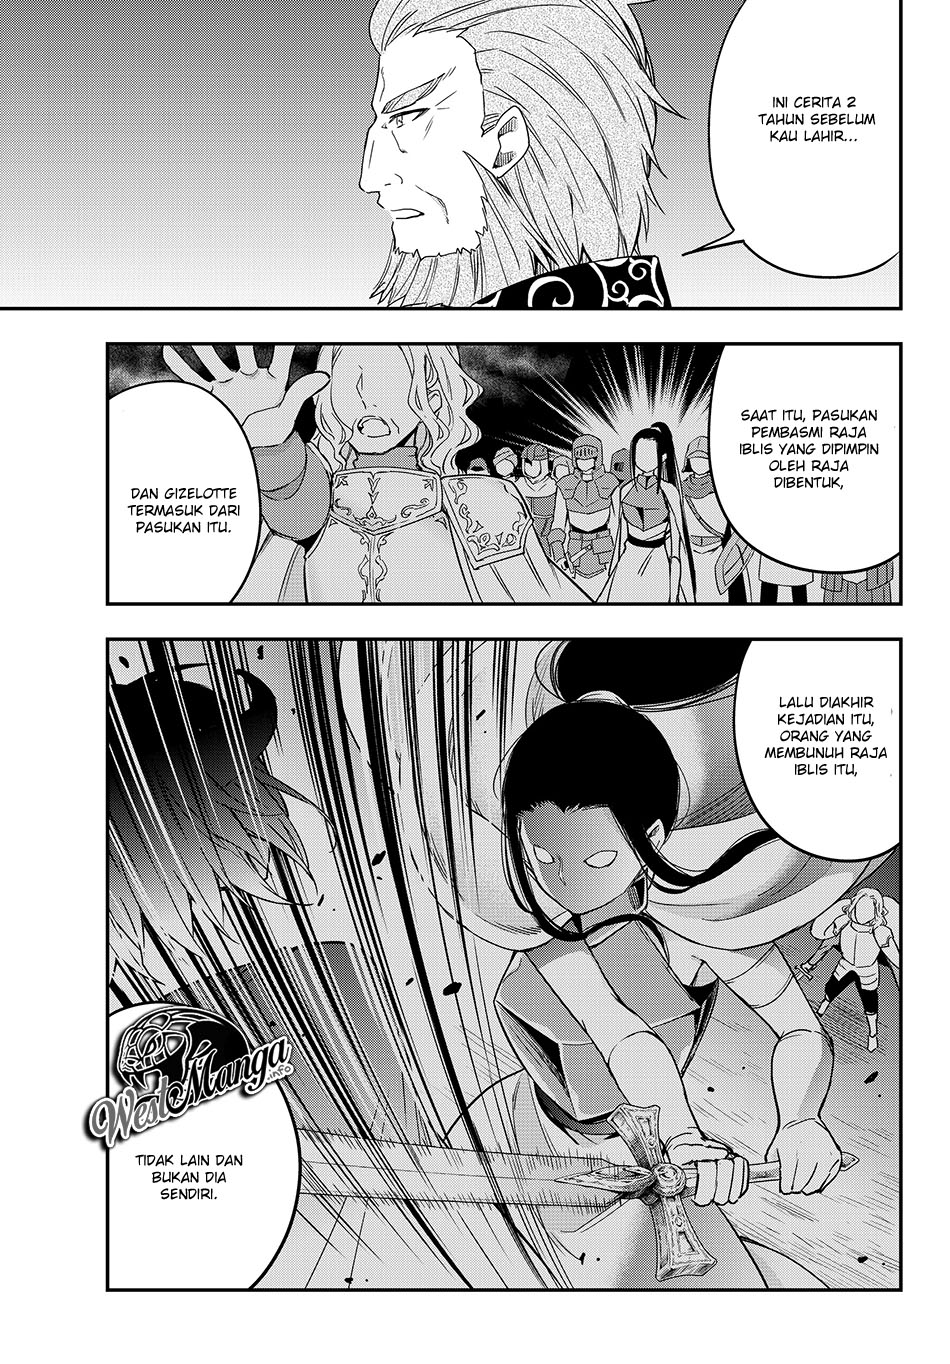 INI CERITA 2
TAHUN SEBELUM
KAU LAHIR...
SAAT ITU, PASUKAN
PEMBASMI RAJA
IBLIS YANG DIPIMPIN
OLEH RAJA
DIBENTUK,
DAN GIZELOTTE
TERMASUK DARI
PASUKAN ITU.
LALU DIAKHIR
KEJADIAN ITU,
ORANG YANG
MEMBUNUH RAJA
IBLIS ITU,
WESTMANGA
.info
TIDAK LAIN DAN
BUKAN DIA
SENDIRI.